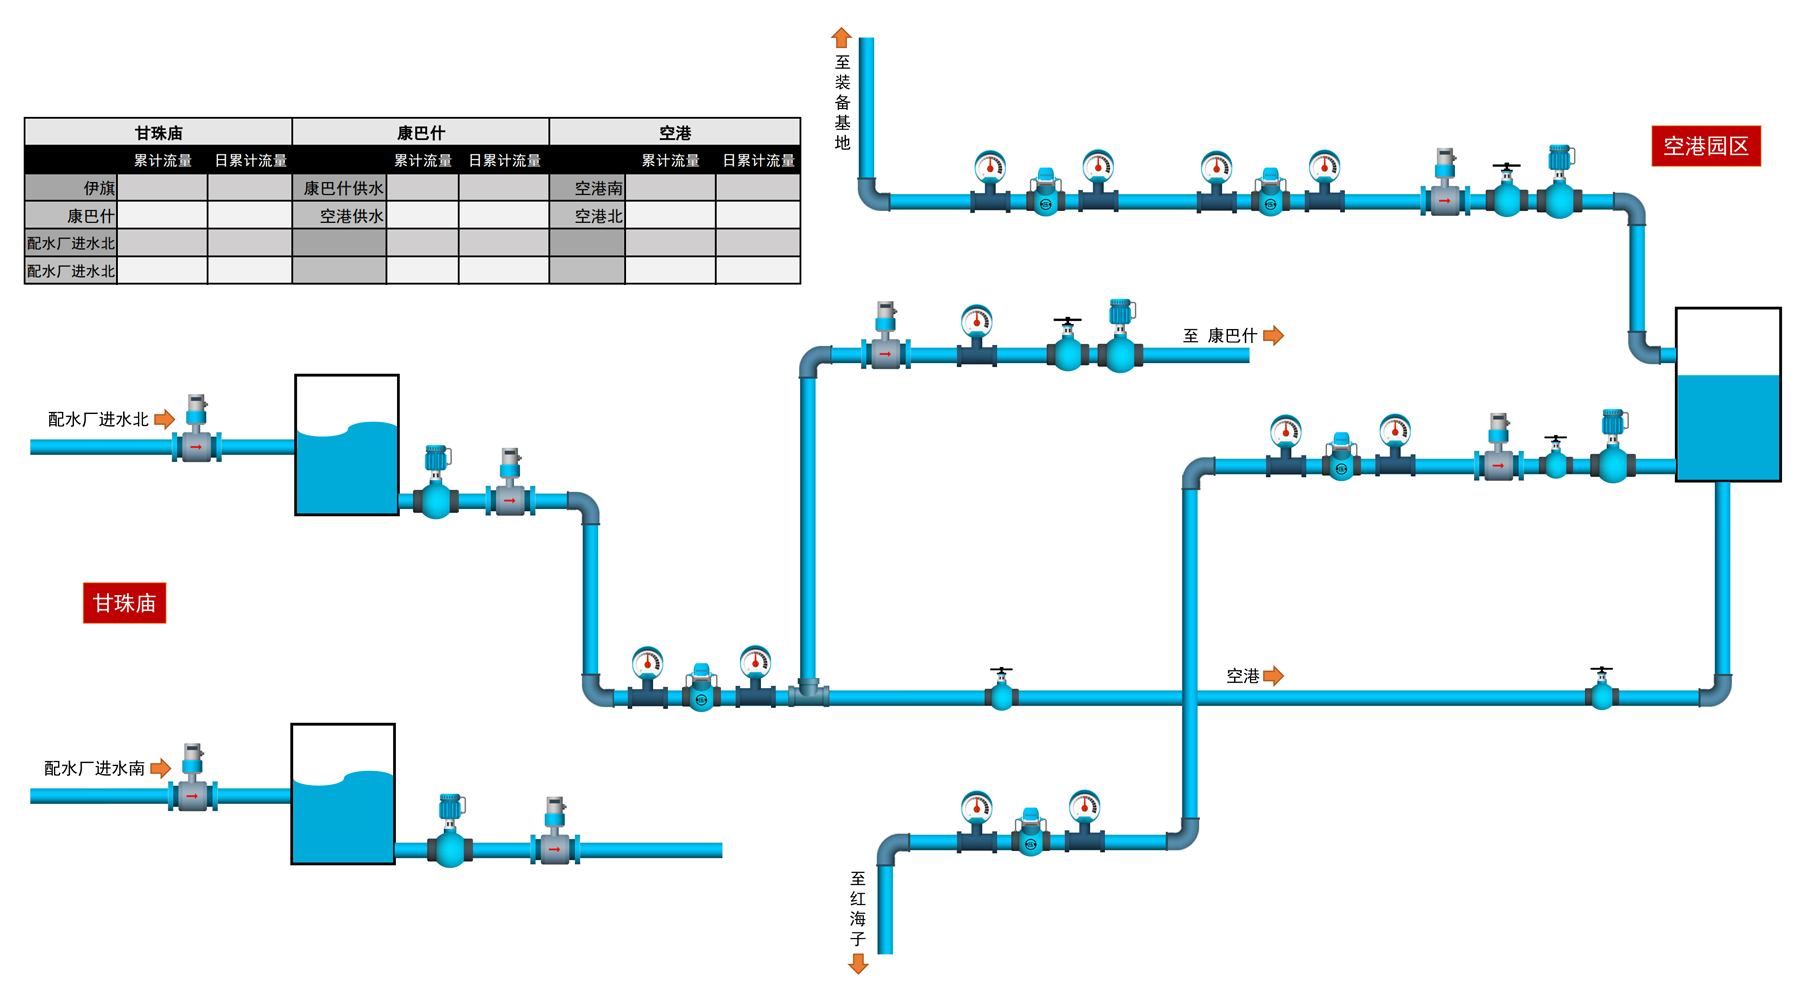 至装备基地
空港园区
甘珠庙 康巴什 空港
累计流量 日累计流量 累计流量 日累计流量 累计流量 日累计流量
伊旗 康巴什供水 空港南
康巴什 空港供水 空港北
配水厂进水北
配水厂进水北
至 康巴什
配水厂进水北
甘珠庙
空港
配水厂进水南
至红海子